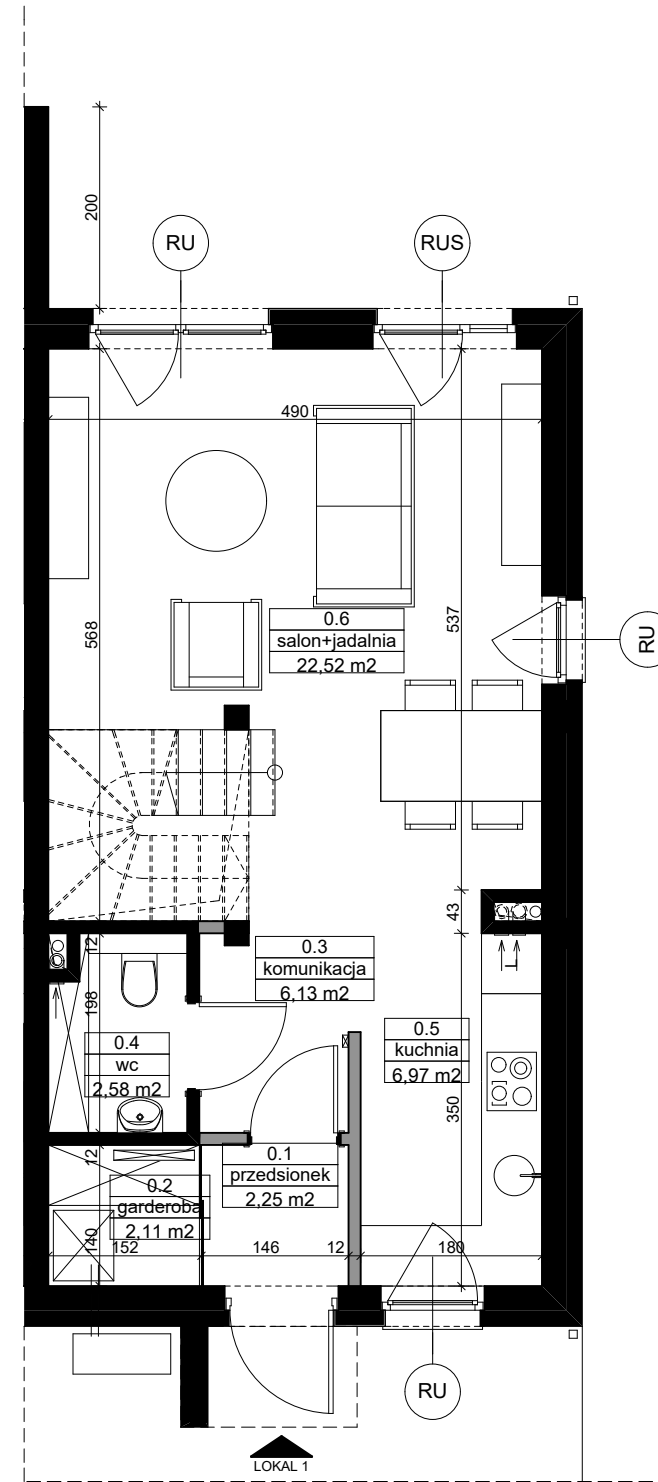 200
RU
RUS
490
568
537
0.6
salon+jadalnia
22,52 m2
RU
43
12
0.3
komunikacja
6,13 m2
L
198
0.4
wc
2,58 m2
0.5
kuchnia
6,97 m2
350
12
0.1
przedsionek
2,25 m2
0.2
garderoba
2,11 m2
140
152
146
12
180
RU
LOKAL 1